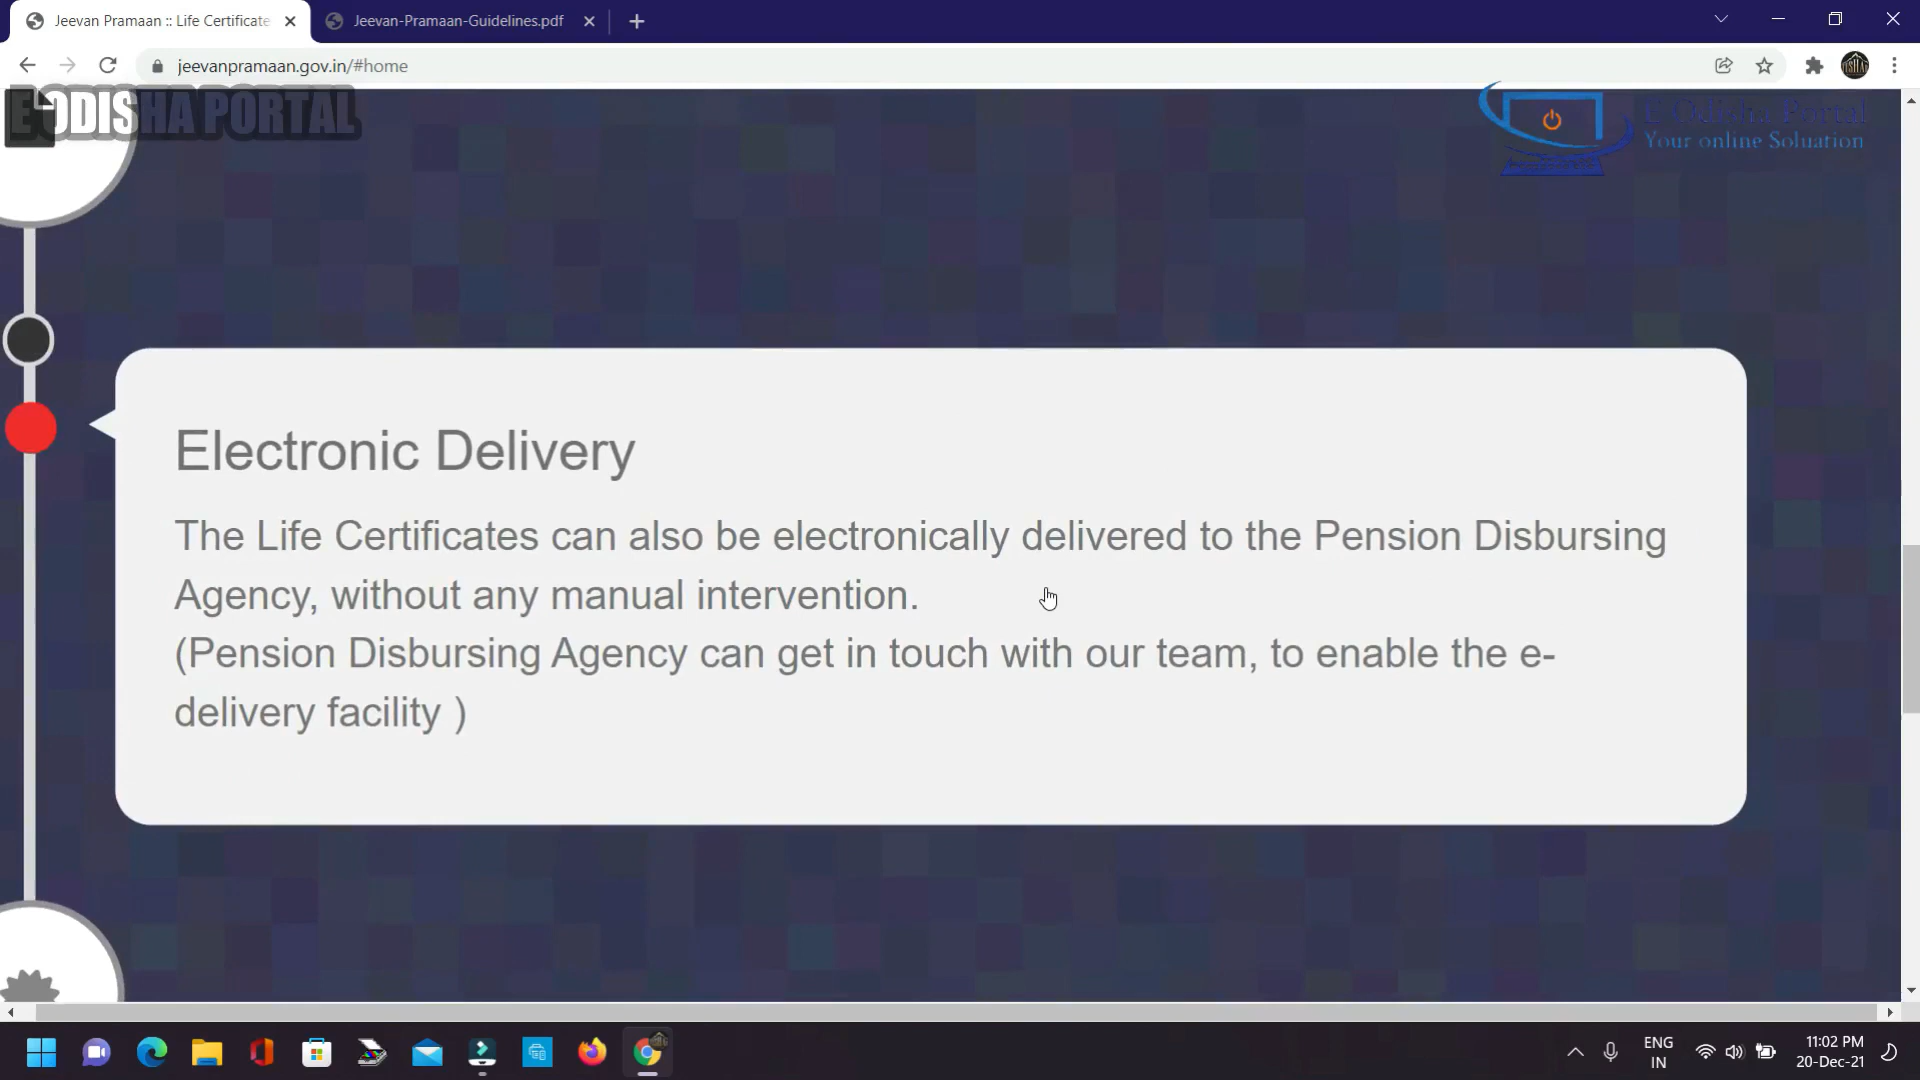 Jeevan Pramaan :: Life Certificate
Jeevan-Pramaan-Guidelines.pdf
jeevanpramaan.gov.in/#home
E ODISHA PORTAL
E-Odisha Portal
Your online Soluation
Electronic Delivery
The Life Certificates can also be electronically delivered to the Pension Disbursing
Agency, without any manual intervention.
(Pension Disbursing Agency can get in touch with our team, to enable the e-
delivery facility )
ENG
IN
11:02 PM
20-Dec-21